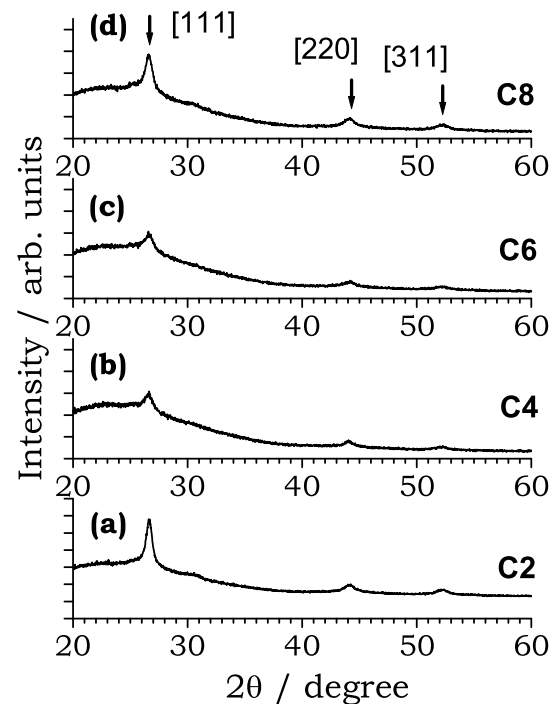 (d)
[111]
[220]
[311]
C8
20 30 40 50 60
(c)
C6
20 30 40 50 60
(b)
C4
20 30 40 50 60
(a)
C2
20 30 40 50 60
2θ / degree
Intensity / arb. units